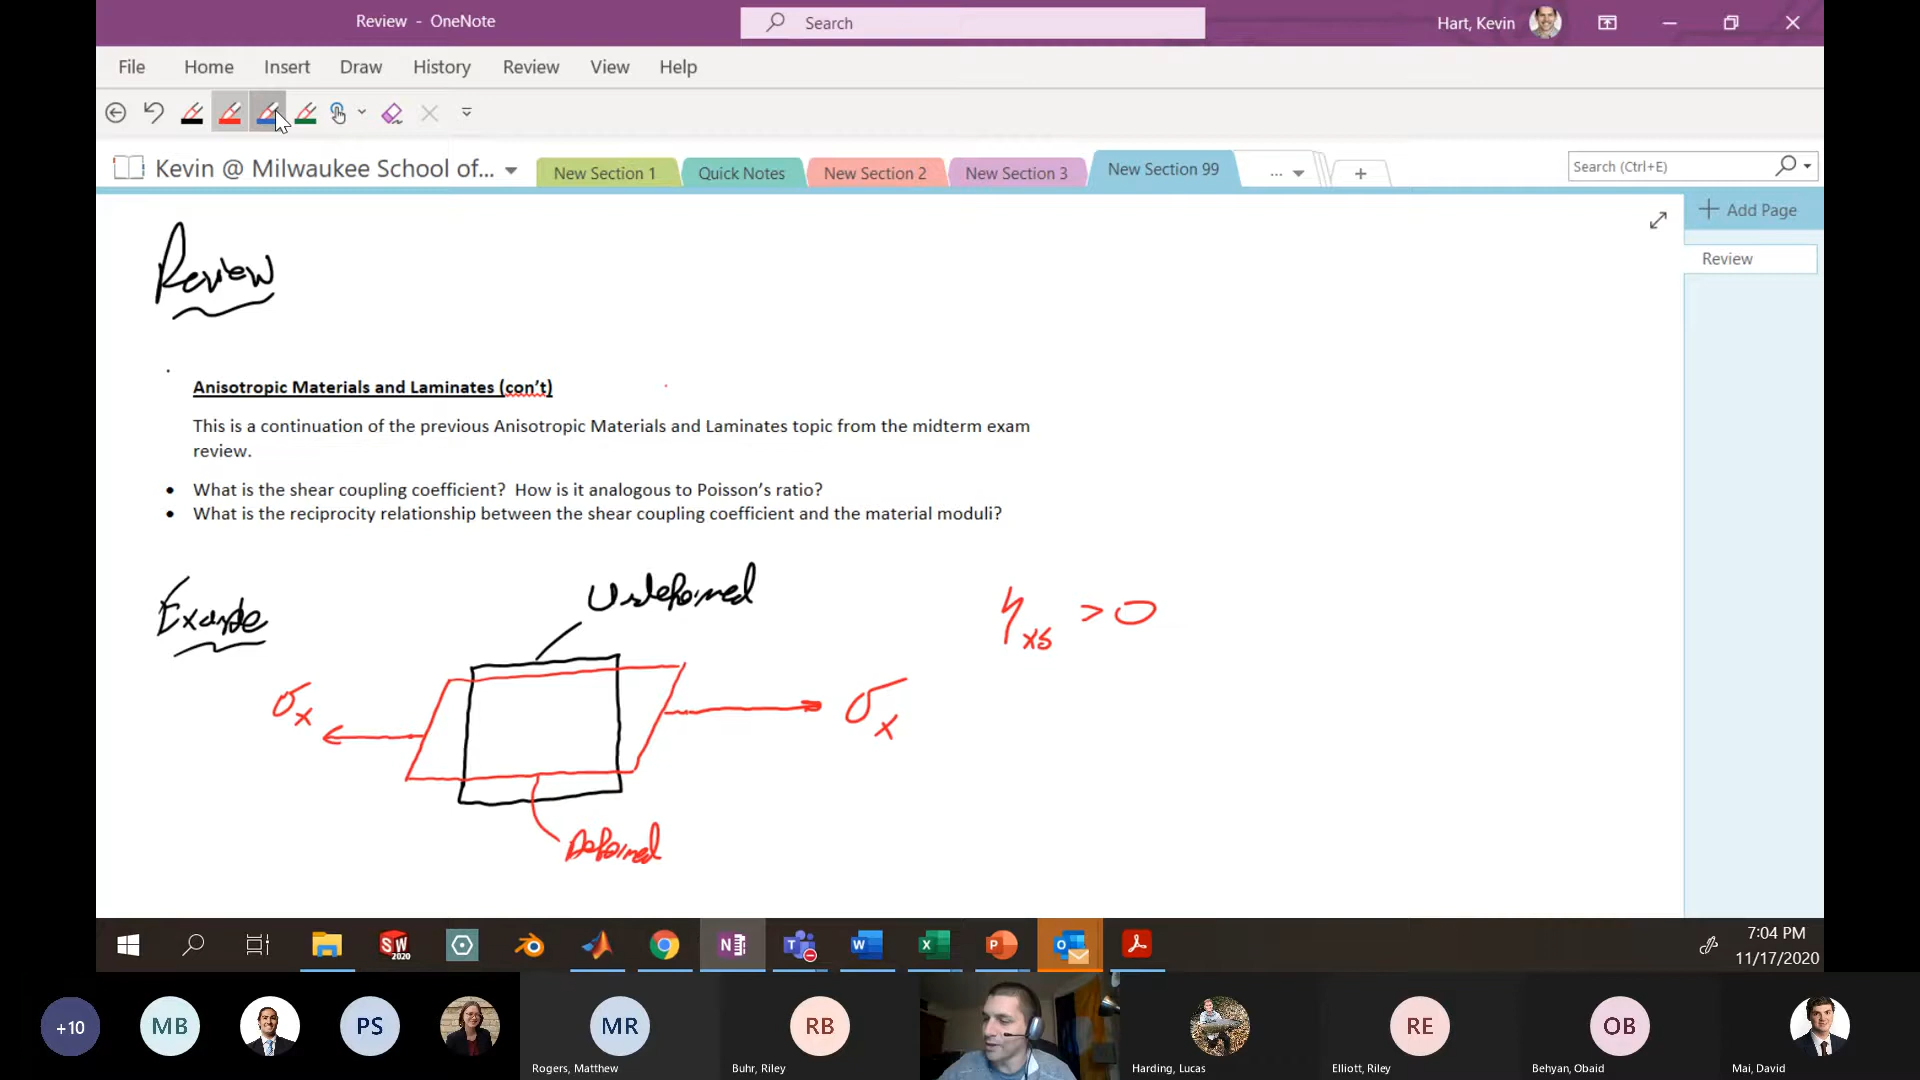 Review - OneNote
Search
Hart, Kevin
File Home Insert Draw History Review View Help
Kevin @ Milwaukee School of...
New Section 1
Quick Notes
New Section 2
New Section 3
New Section 99
...
Search (Ctrl+E)
Add Page
Review
Review
Anisotropic Materials and Laminates (con't)
This is a continuation of the previous Anisotropic Materials and Laminates topic from the midterm exam
review.
• What is the shear coupling coefficient? How is it analogous to Poisson's ratio?
• What is the reciprocity relationship between the shear coupling coefficient and the material moduli?
Example
Undeformed
η xs > 0
σx
σx
Deformed
SW
2020
N
T
W
X
P
O
7:04 PM
11/17/2020
+10
MB
PS
MR
RB
RE
OB
Rogers, Matthew
Buhr, Riley
Harding, Lucas
Elliott, Riley
Behyan, Obaid
Mai, David